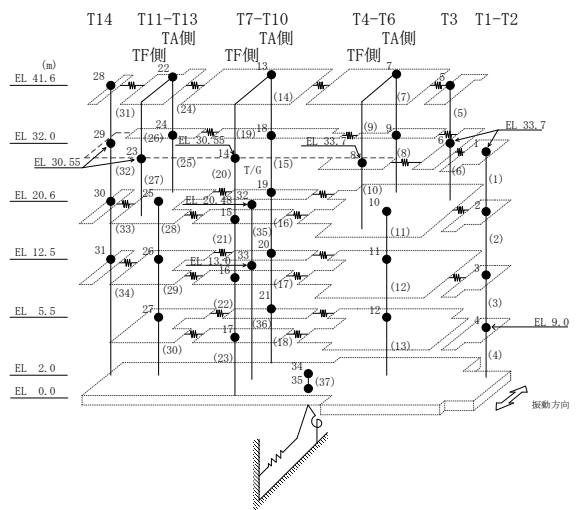 T14 T11-T13 T7-T10 T4-T6 T3 T1-T2
TA側 TA側 TA側
(m) TF側 TF側 TF側
EL 41.6 28 22 13 7 5
(31) (24) (14) (7) (5)
EL 32.0 29 24 (26) (19) 18 (9) 9 6 EL 33.7
EL 30.55 23 EL 30.55 14 EL 33.7 8 (8) 1
(32) (25) (20) T/G (15) (6) (1)
(27) (10)
EL 20.6 30 25 EL 20.48 32 19 10 2
(33) (28) 15 (35) (16) (11) (2)
(21)
EL 12.5 31 26 EL 13.0 33 20 11 3
16
(34) (29) (17) (12) (3)
EL 5.5 27 (22) 21 12 4 EL 9.0
17 (36)
(30) (23) (18) (13) (4)
EL 2.0 34
EL 0.0 35 (37)
振動方向